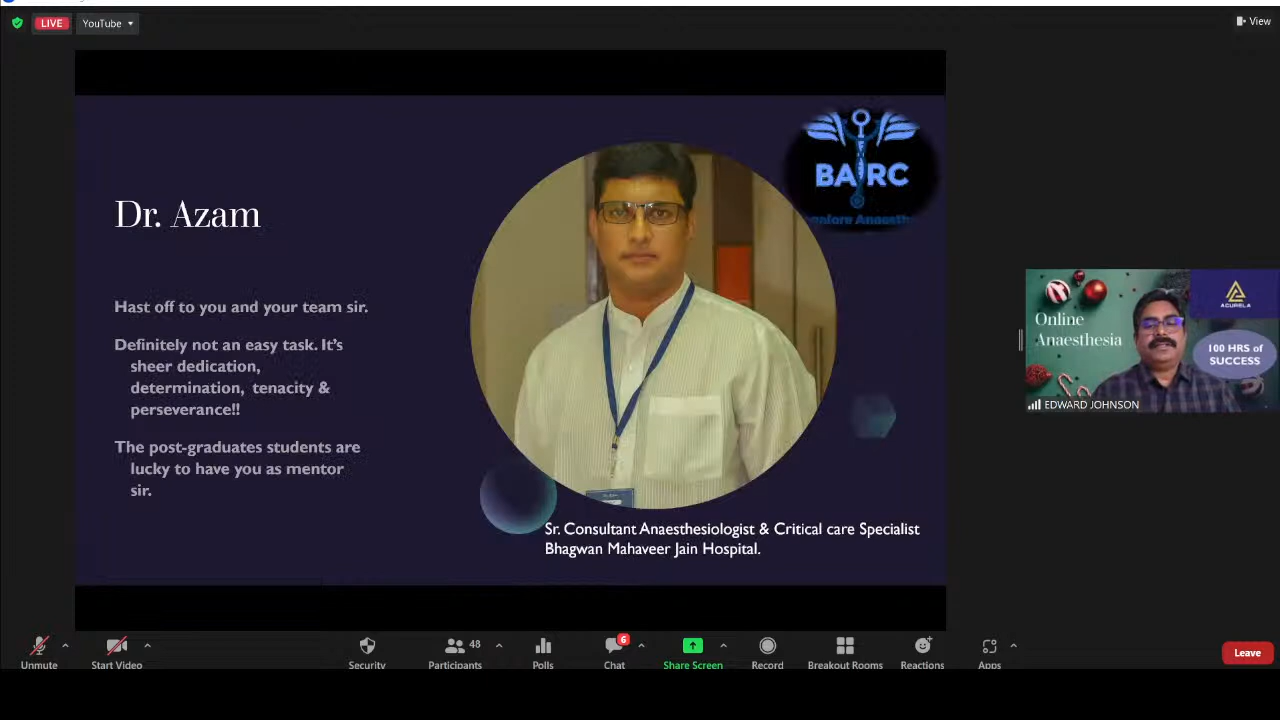 LIVE
YouTube
View
Dr. Azam
Hast off to you and your team sir.
Definitely not an easy task. It's
sheer dedication,
determination, tenacity &
perseverance!!
The post-graduates students are
lucky to have you as mentor
sir.
BAIRC
Sr. Consultant Anaesthesiologist & Critical care Specialist
Bhagwan Mahaveer Jain Hospital.
Online
Anaesthesia
ACURELA
100 HRS of
SUCCESS
EDWARD JOHNSON
Unmute
Start Video
Security
Participants
48
Polls
Chat
6
Share Screen
Record
Breakout Rooms
Reactions
Apps
Leave